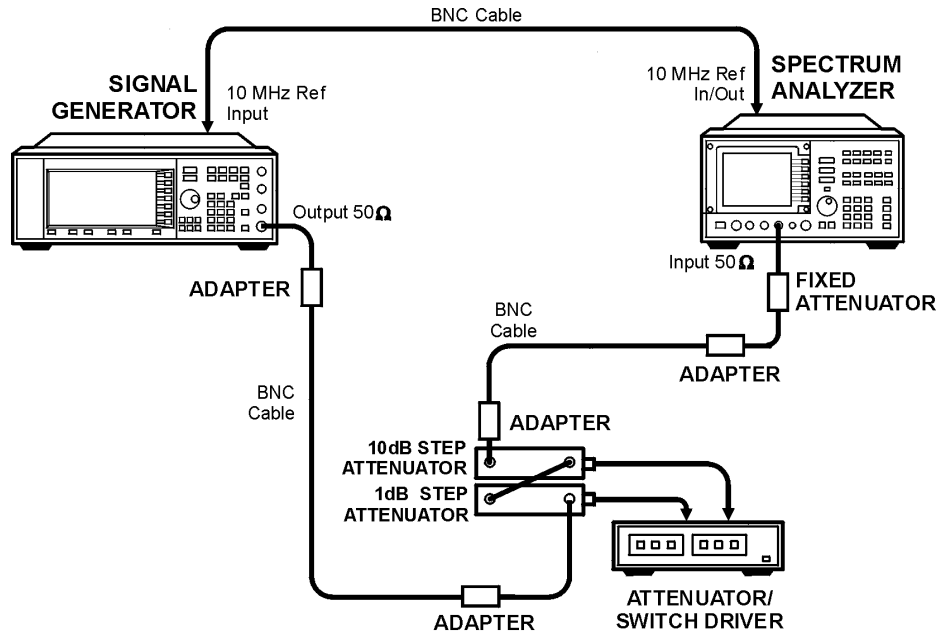 BNC Cable
SIGNAL
GENERATOR
10 MHz Ref
Input
10 MHz Ref
In/Out
SPECTRUM
ANALYZER
Output 50Ω
Input 50Ω
ADAPTER
FIXED
ATTENUATOR
BNC
Cable
ADAPTER
BNC
Cable
ADAPTER
10dB STEP
ATTENUATOR
1dB STEP
ATTENUATOR
ADAPTER
ATTENUATOR/
SWITCH DRIVER